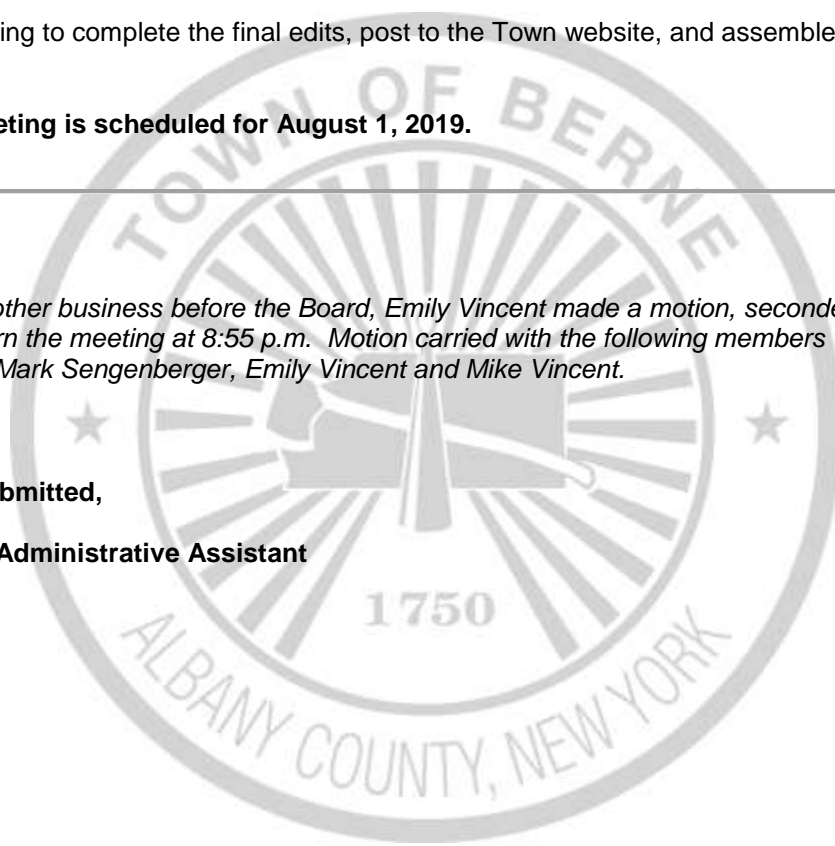 ing to complete the final edits, post to the Town website, and assemble
eting is scheduled for August 1, 2019.
other business before the Board, Emily Vincent made a motion, seconde
rn the meeting at 8:55 p.m. Motion carried with the following members
Mark Sengenberger, Emily Vincent and Mike Vincent.
bmitted,
Administrative Assistant
TOWN OF BERNE
1750
ALBANY COUNTY, NEW YORK